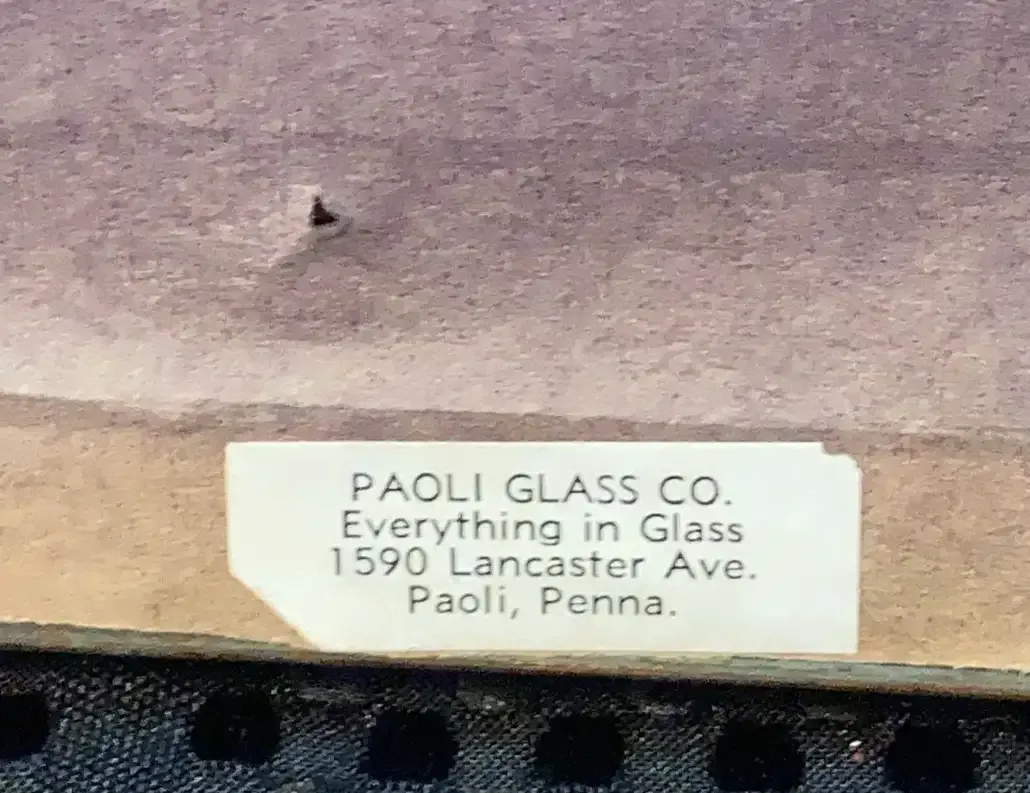 PAOLI GLASS CO.
Everything in Glass
1590 Lancaster Ave.
Paoli, Penna.